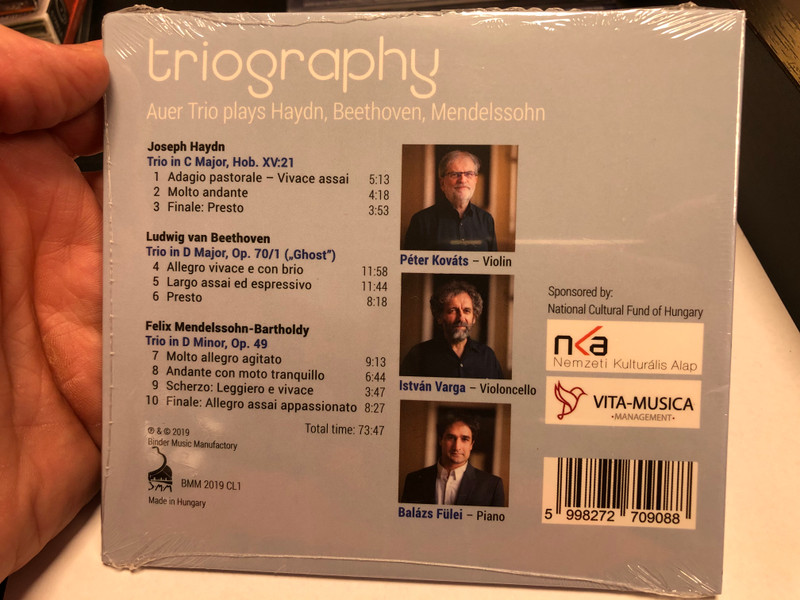 triography
Auer Trio plays Haydn, Beethoven, Mendelssohn
Joseph Haydn
Trio in C Major, Hob. XV:21
1 Adagio pastorale – Vivace assai 5:13
2 Molto andante 4:18
3 Finale: Presto 3:53
Ludwig van Beethoven
Trio in D Major, Op. 70/1 („Ghost”)
4 Allegro vivace e con brio 11:58
5 Largo assai ed espressivo 11:44
6 Presto 8:18
Felix Mendelssohn-Bartholdy
Trio in D Minor, Op. 49
7 Molto allegro agitato 9:13
8 Andante con moto tranquillo 6:44
9 Scherzo: Leggiero e vivace 3:47
10 Finale: Allegro assai appassionato 8:27
Total time: 73:47
℗ & © 2019
Binder Music Manufactory
BMM
BMM 2019 CL1
Made in Hungary
Péter Kováts – Violin
István Varga – Violoncello
Balázs Fülei – Piano
Sponsored by:
National Cultural Fund of Hungary
nka
Nemzeti Kulturális Alap
VITA-MUSICA
•MANAGEMENT•
5 998272 709088